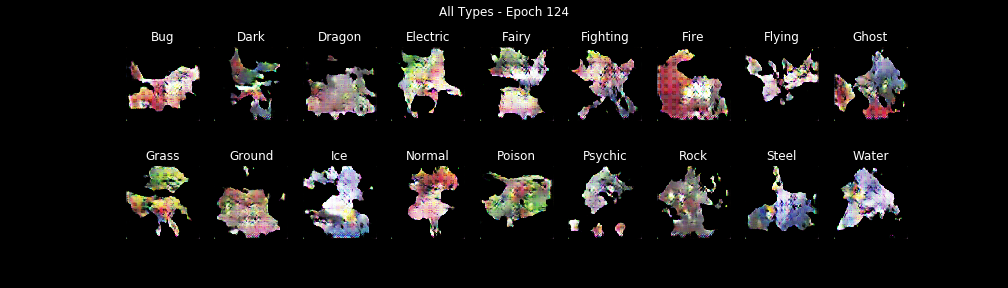 All Types - Epoch 124
Bug Dark Dragon Electric Fairy Fighting Fire Flying Ghost
Grass Ground Ice Normal Poison Psychic Rock Steel Water